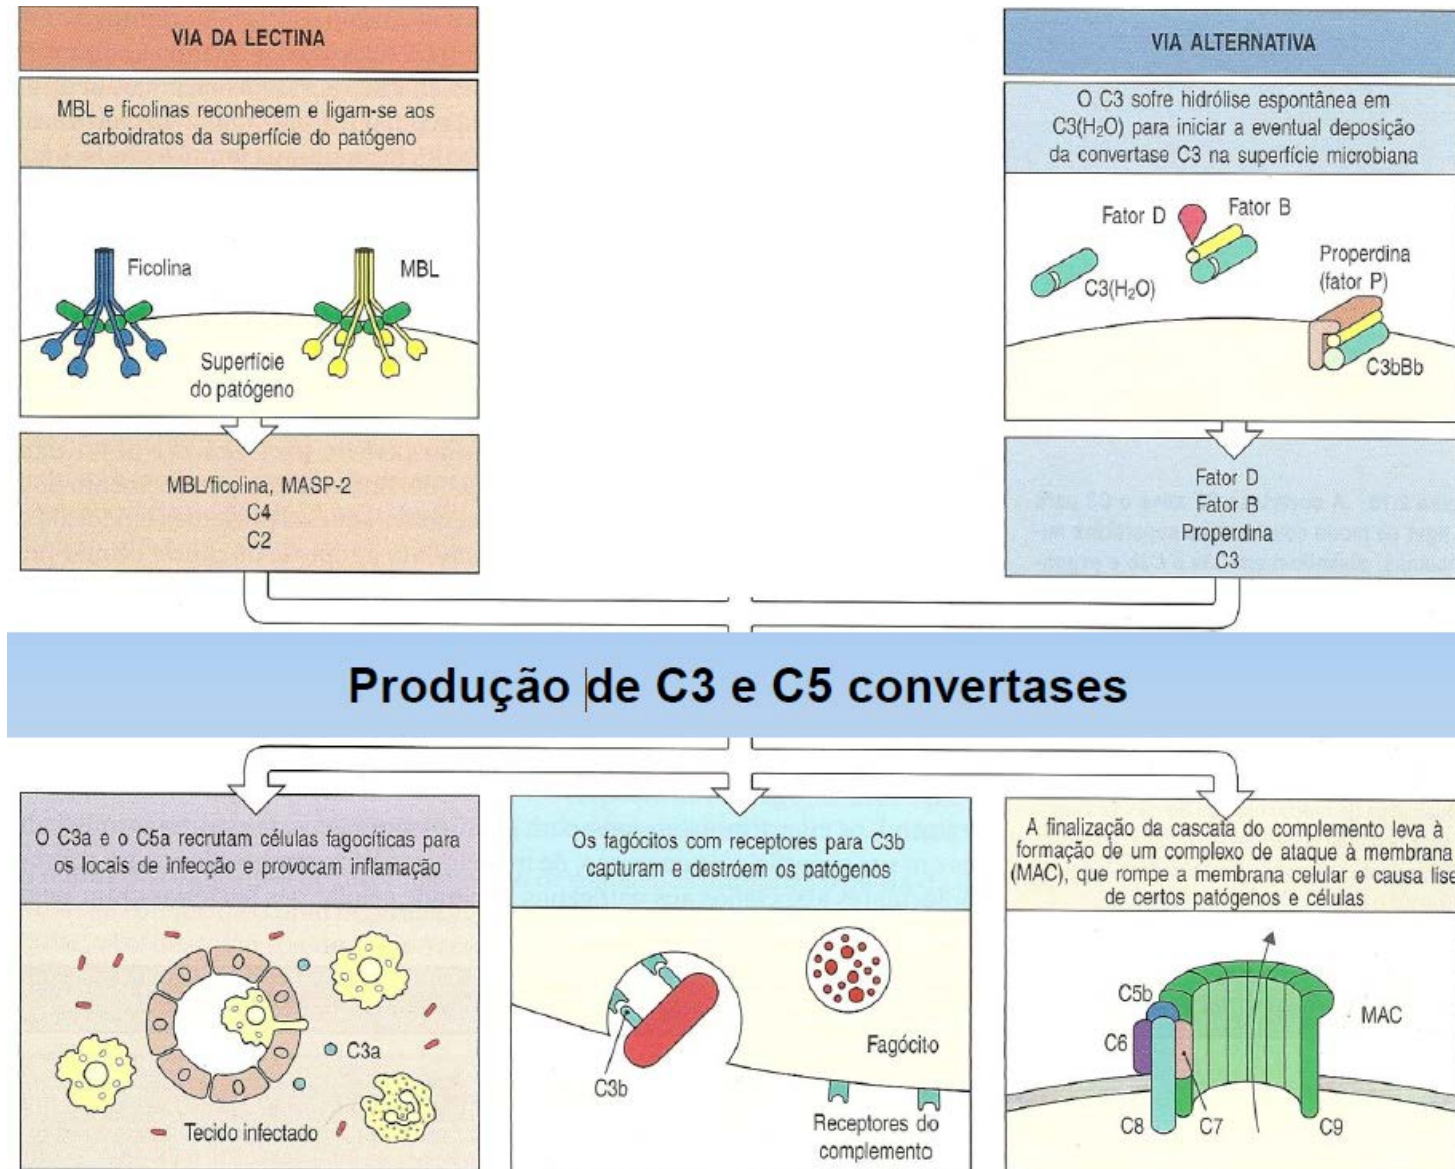 VIA DA LECTINA
MBL e ficolinas reconhecem e ligam-se aos
carboidratos da superfície do patógeno
Ficolina
MBL
Superfície
do patógeno
MBL/ficolina, MASP-2
C4
C2
VIA ALTERNATIVA
O C3 sofre hidrólise espontânea em
C3(H₂O) para iniciar a eventual deposição
da convertase C3 na superfície microbiana
Fator D
Fator B
C3(H₂O)
Properdina
(fator P)
C3bBb
Fator D
Fator B
Properdina
C3
Produção de C3 e C5 convertases
O C3a e o C5a recrutam células fagocíticas para
os locais de infecção e provocam inflamação
C3a
Tecido infectado
Os fagócitos com receptores para C3b
capturam e destróem os patógenos
C3b
Fagócito
Receptores do
complemento
A finalização da cascata do complemento leva à
formação de um complexo de ataque à membrana
(MAC), que rompe a membrana celular e causa lise
de certos patógenos e células
C5b
C6
C8
C7
C9
MAC